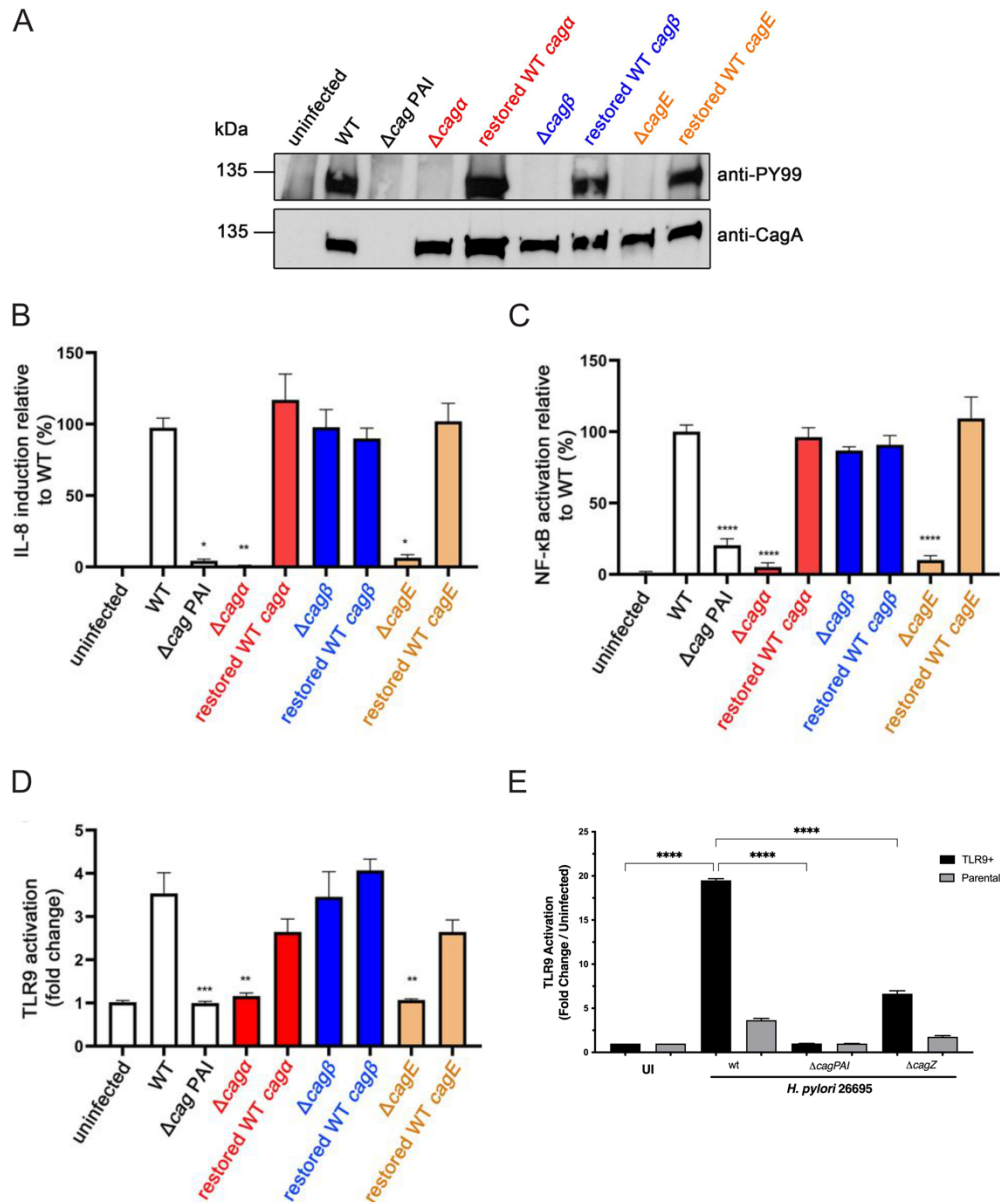 A
uninfected
WT
Δcag PAI
Δcagα
restored WT cagα
Δcagβ
restored WT cagβ
ΔcagE
restored WT cagE
kDa
135
anti-PY99
135
anti-CagA
B
IL-8 induction relative
to WT (%)
150
100
50
0
*
**
*
uninfected
WT
Δcag PAI
Δcagα
restored WT cagα
Δcagβ
restored WT cagβ
ΔcagE
restored WT cagE
C
NF-κB activation relative
to WT (%)
150
100
50
0
****
****
****
uninfected
WT
Δcag PAI
Δcagα
restored WT cagα
Δcagβ
restored WT cagβ
ΔcagE
restored WT cagE
D
TLR9 activation
(fold change)
5
4
3
2
1
0
***
**
**
uninfected
WT
Δcag PAI
Δcagα
restored WT cagα
Δcagβ
restored WT cagβ
ΔcagE
restored WT cagE
E
TLR9 Activation
(Fold Change / Uninfected)
25
20
15
10
5
0
****
****
****
TLR9+
Parental
UI
wt
ΔcagPAI
ΔcagZ
H. pylori 26695